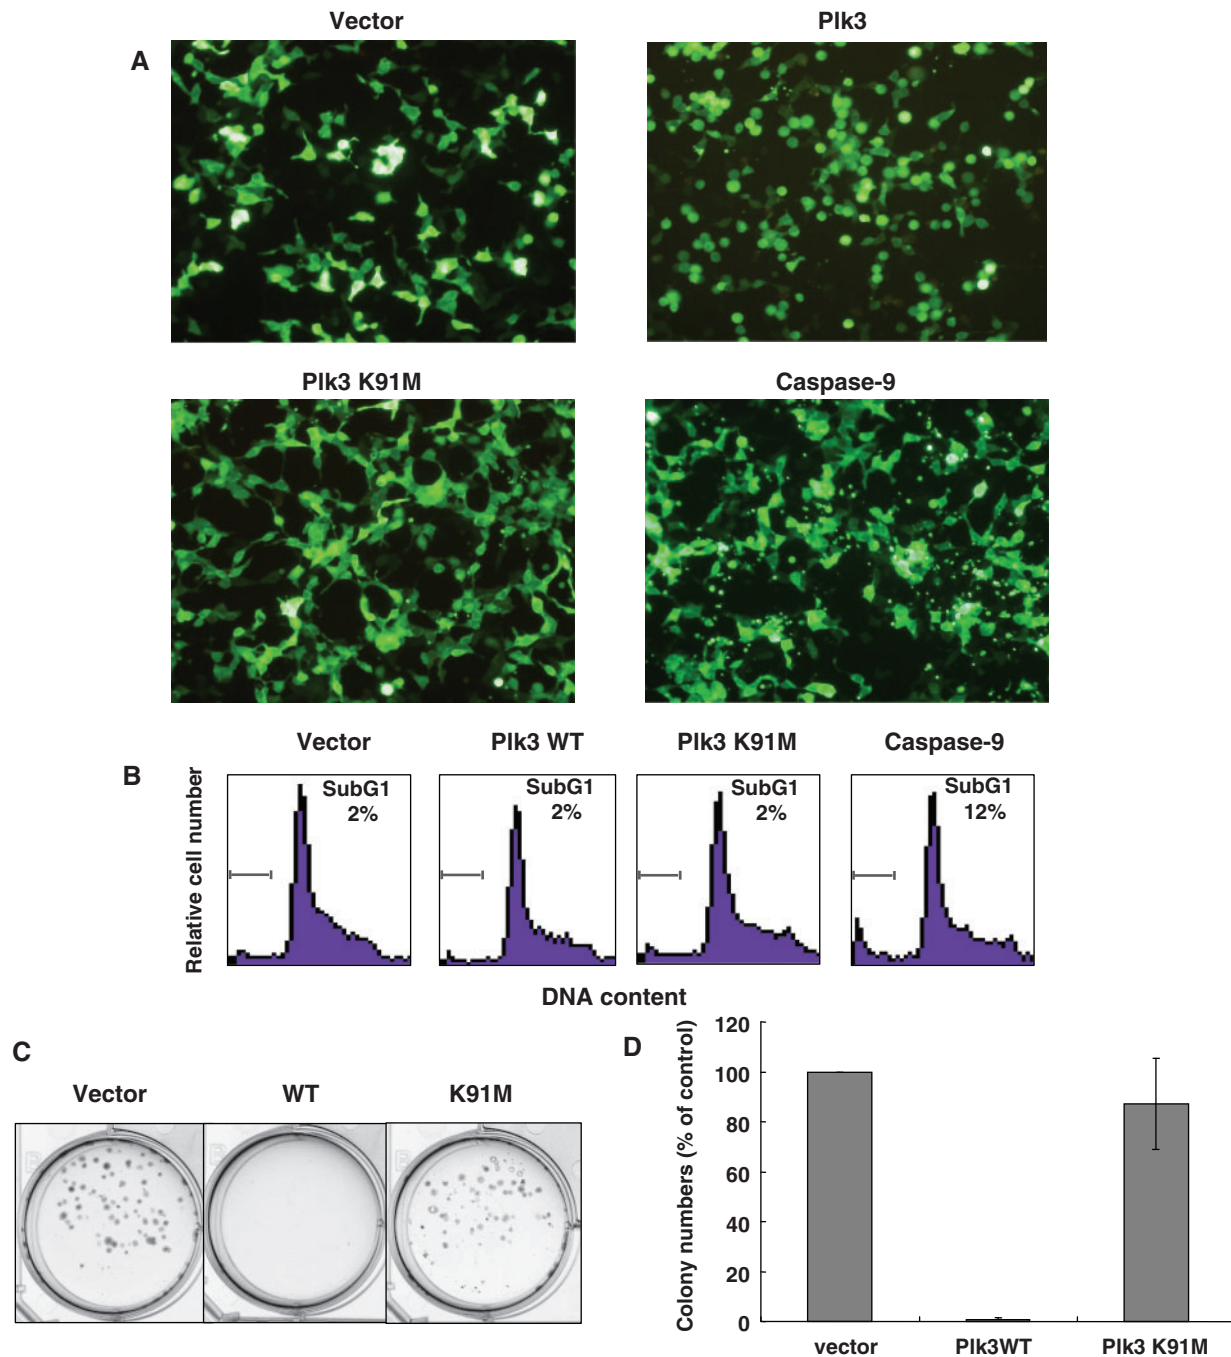 Vector
Plk3
A
Plk3 K91M
Caspase-9
Vector
Plk3 WT
Plk3 K91M
Caspase-9
B
Relative cell number
SubG1
2%
SubG1
2%
SubG1
2%
SubG1
12%
DNA content
C
Vector
WT
K91M
D
Colony numbers (% of control)
120
100
80
60
40
20
0
vector
Plk3WT
Plk3 K91M